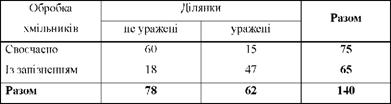 Обробка хмільників Ділянки Разом
не уражені уражені
Своєчасно 60 15 75
Із запізненням 18 47 65
Разом 78 62 140